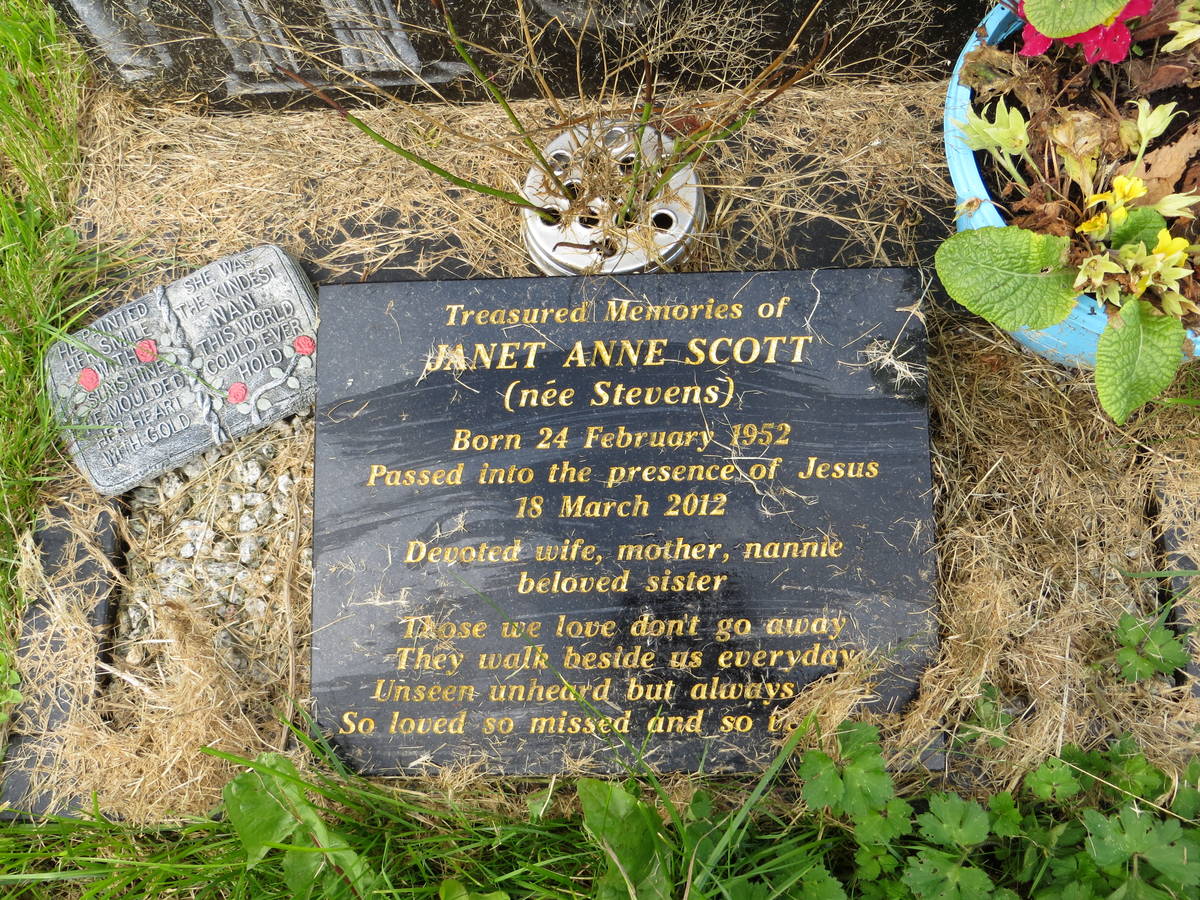 HER SMILE
PAINTED
WITH
SUNSHINE
HE MOULDED
HER HEART
WITH GOLD
SHE WAS
THE KINDEST
NAN
THIS WORLD
COULD EVER
HOLD
Treasured Memories of
JANET ANNE SCOTT
(née Stevens)
Born 24 February 1952
Passed into the presence of Jesus
18 March 2012
Devoted wife, mother, nannie
beloved sister
Those we love don't go away
They walk beside us everyday
Unseen unheard but always
So loved so missed and so